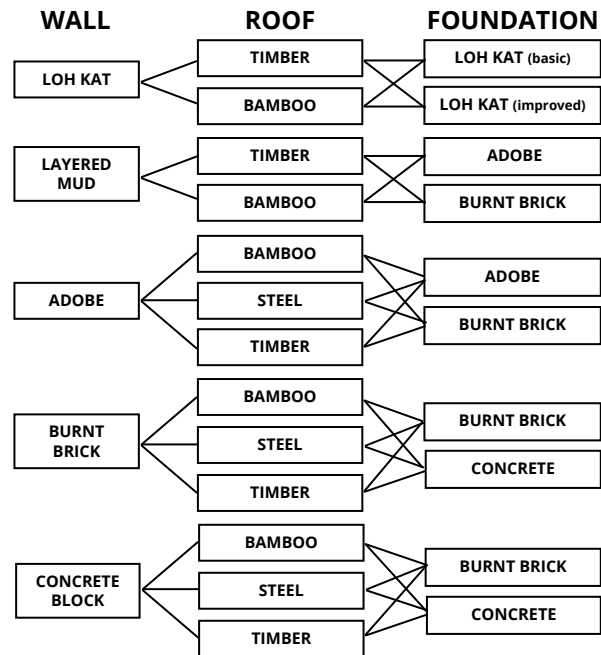 WALL ROOF FOUNDATION
TIMBER LOH KAT (basic)
LOH KAT
BAMBOO LOH KAT (improved)
TIMBER ADOBE
LAYERED
MUD
BAMBOO BURNT BRICK
BAMBOO
ADOBE
ADOBE STEEL
BURNT BRICK
TIMBER
BAMBOO
BURNT BRICK
BURNT
BRICK
STEEL
CONCRETE
TIMBER
BAMBOO
BURNT BRICK
CONCRETE
BLOCK
STEEL
CONCRETE
TIMBER